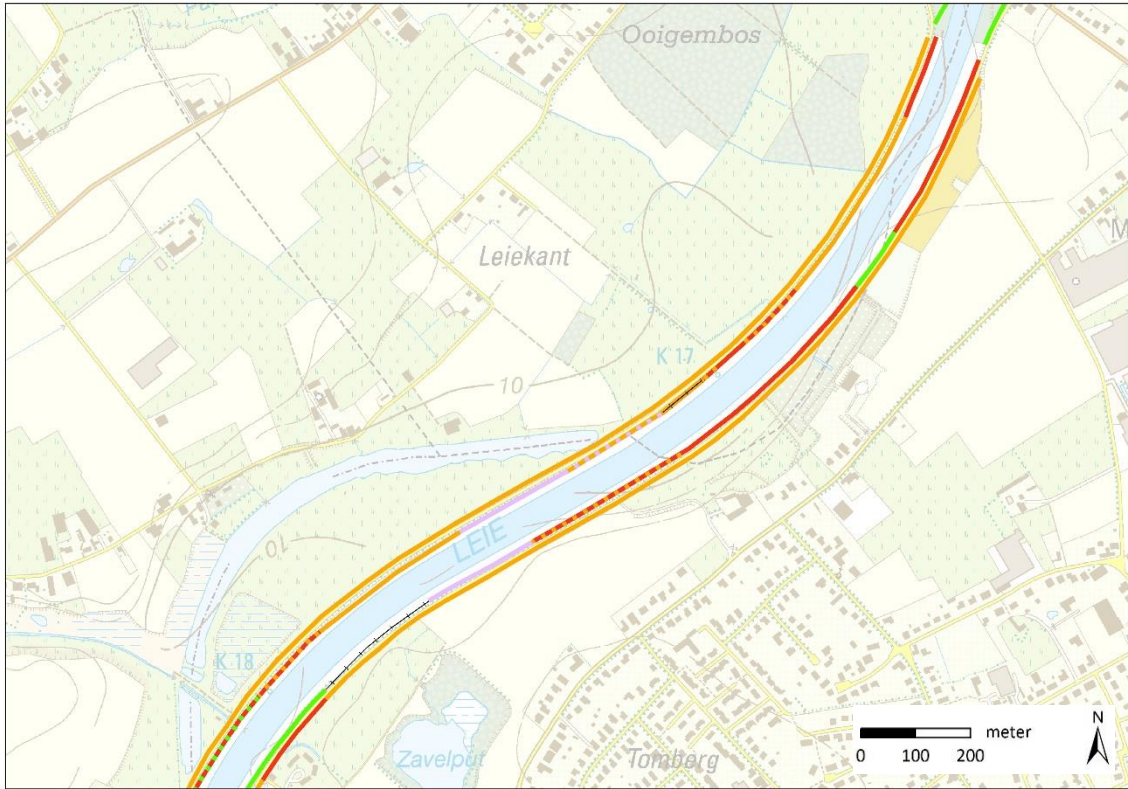 Ooigembos
Leiekant
M
K 17
10
LEIE
10
K 18
Zavelput
Tomberg
meter
N
0 100 200